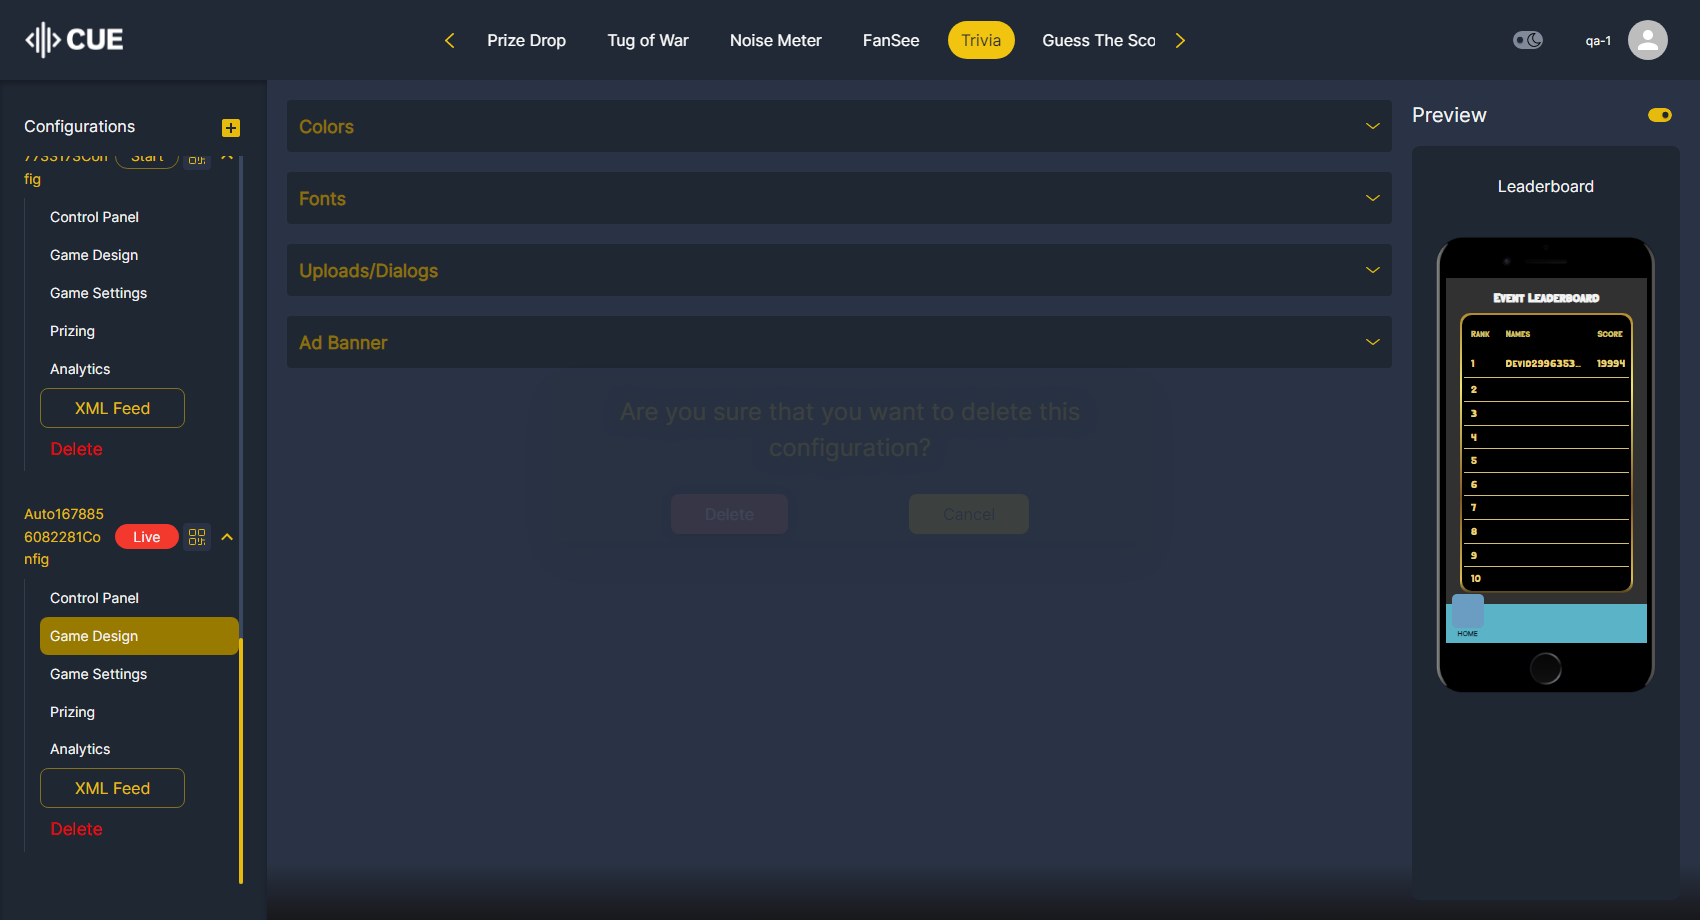 CUE
Prize Drop
Tug of War
Noise Meter
FanSee
Trivia
Guess The Sco
qa-1
Configurations
7733173Con
fig
Start
Control Panel
Game Design
Game Settings
Prizing
Analytics
XML Feed
Delete
Auto167885
6082281Co
nfig
Live
Control Panel
Game Design
Game Settings
Prizing
Analytics
XML Feed
Delete
Colors
Fonts
Uploads/Dialogs
Ad Banner
Are you sure that you want to delete this
configuration?
Delete
Cancel
Preview
Leaderboard
Event Leaderboard
Rank Names Score
1 Devid2996353... 19994
2
3
4
5
6
7
8
9
10
HOME